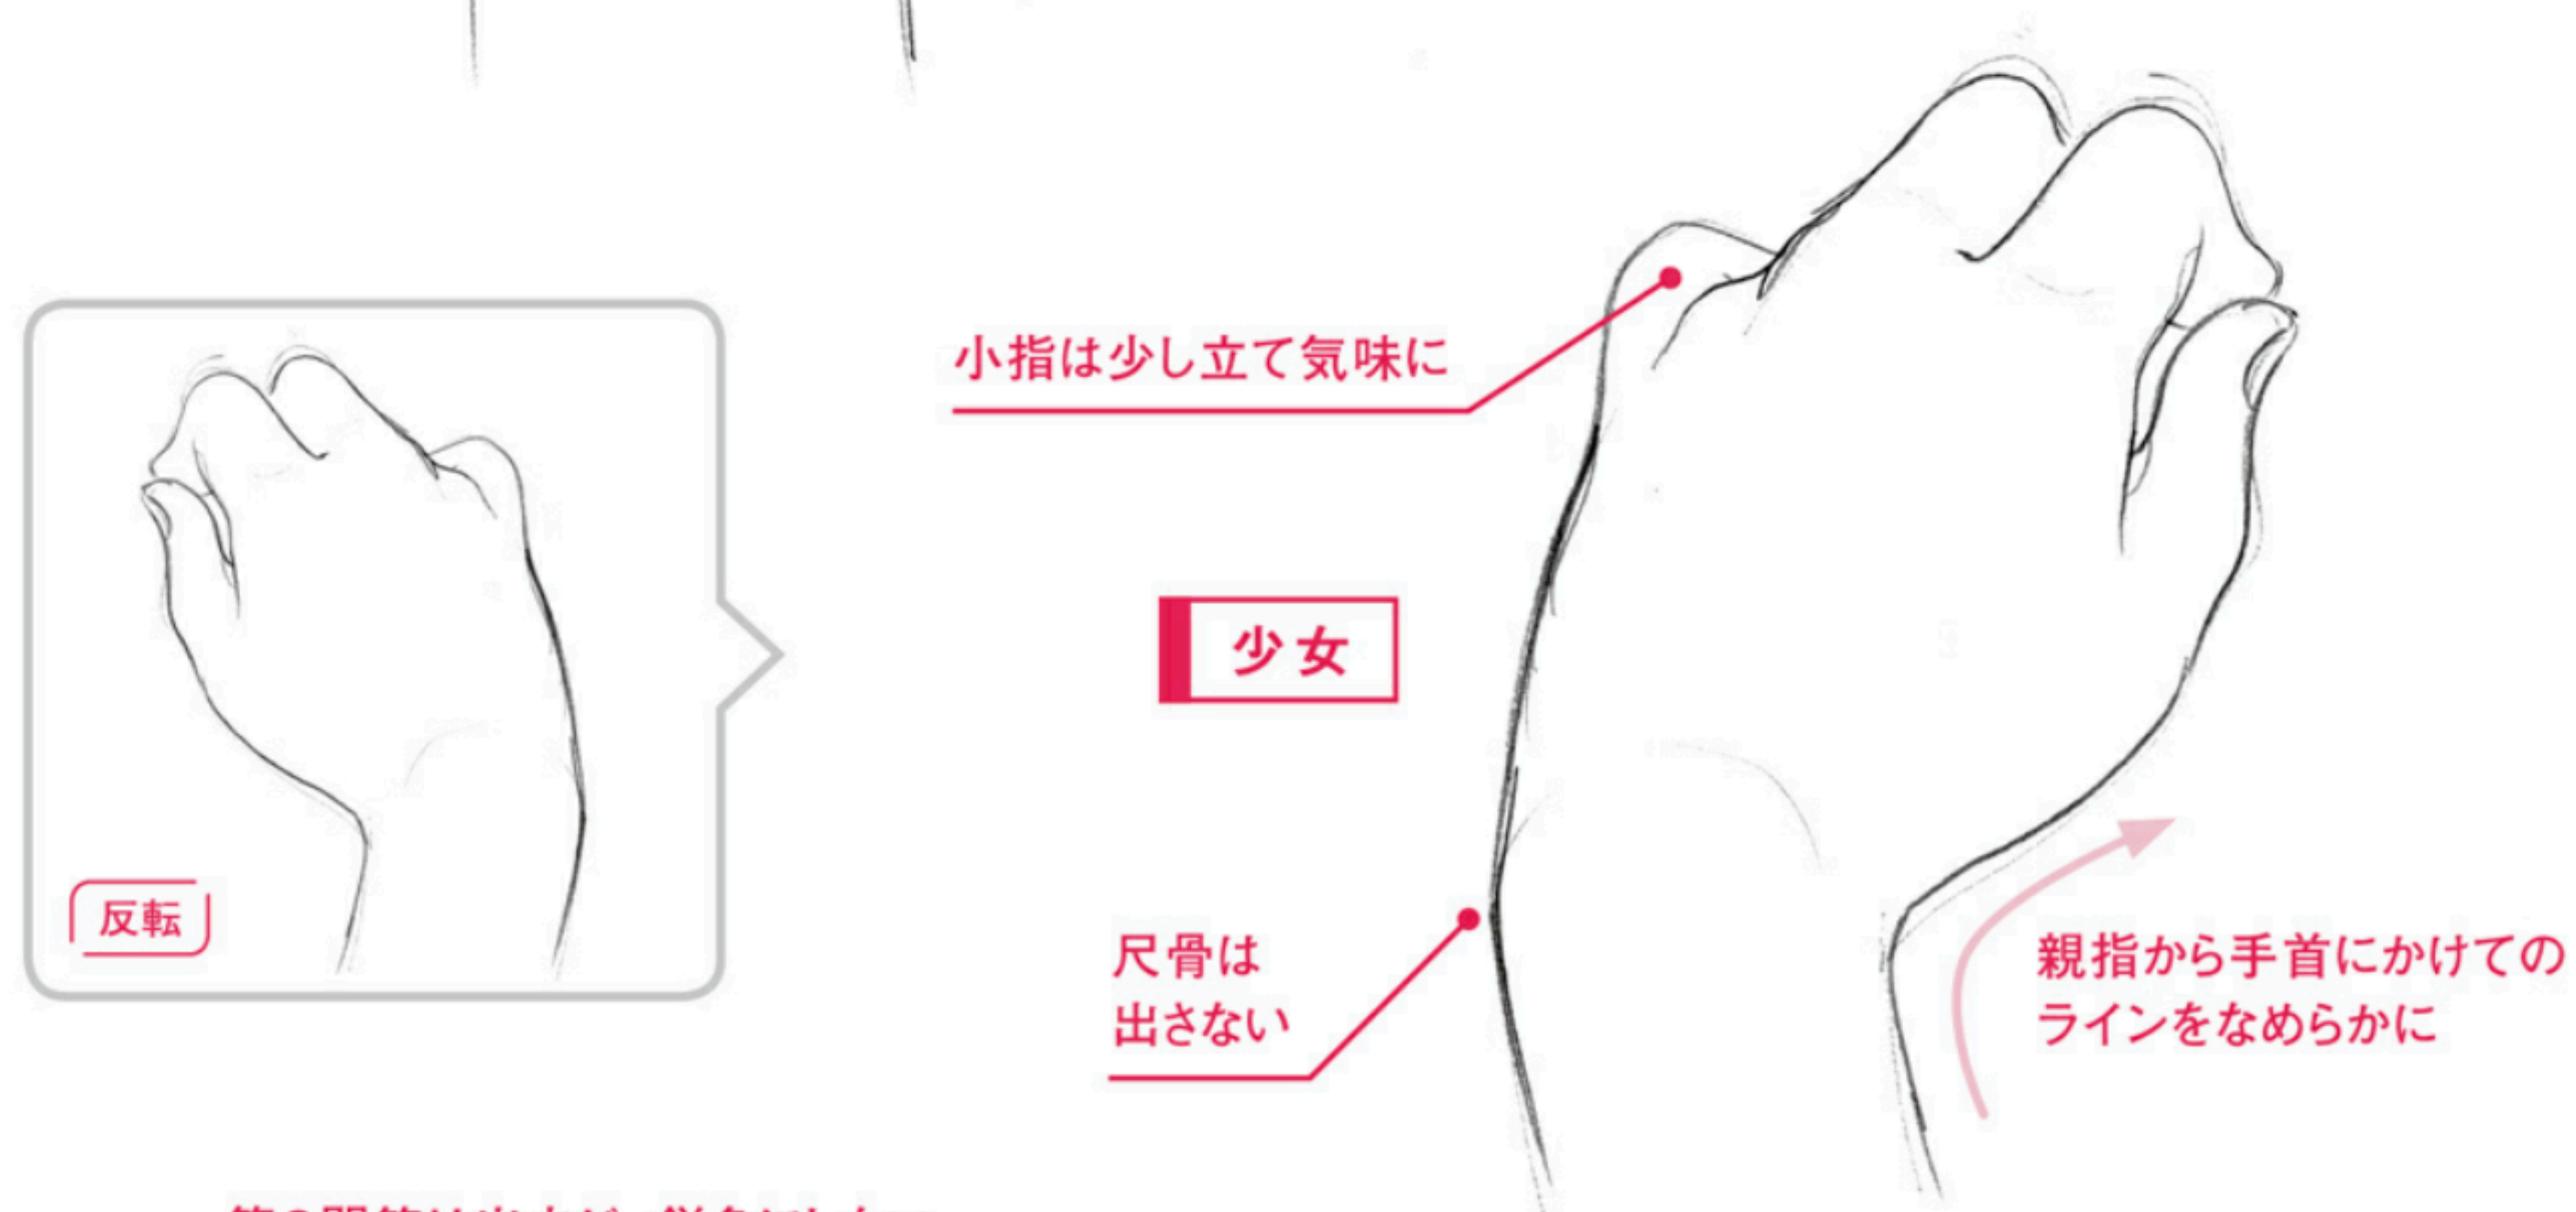 小指は少し立て気味に
少女
反転
尺骨は
出さない
親指から手首にかけての
ラインをなめらかに